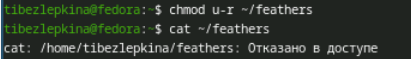 tibezlepkina@fedora:~$ chmod u-r ~/feathers
tibezlepkina@fedora:~$ cat ~/feathers
cat: /home/tibezlepkina/feathers: Отказано в доступе